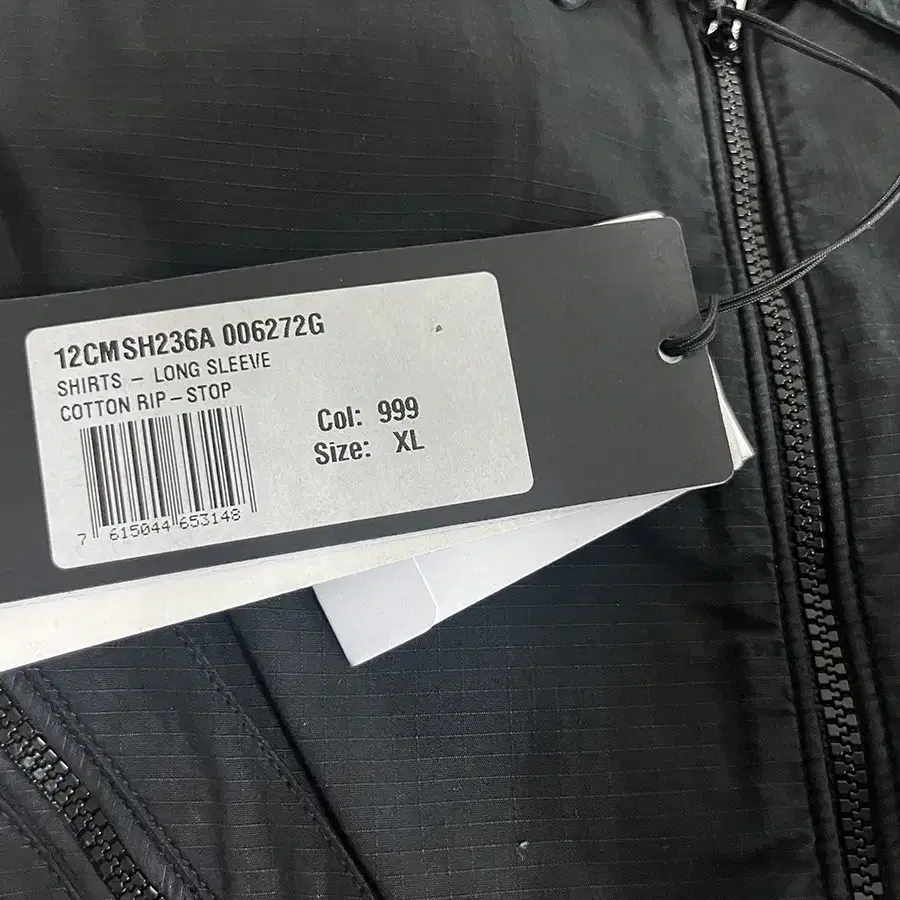 12CMSH236A 006272G
SHIRTS – LONG SLEEVE
COTTON RIP–STOP
Col: 999
Size: XL
7 615044 653148